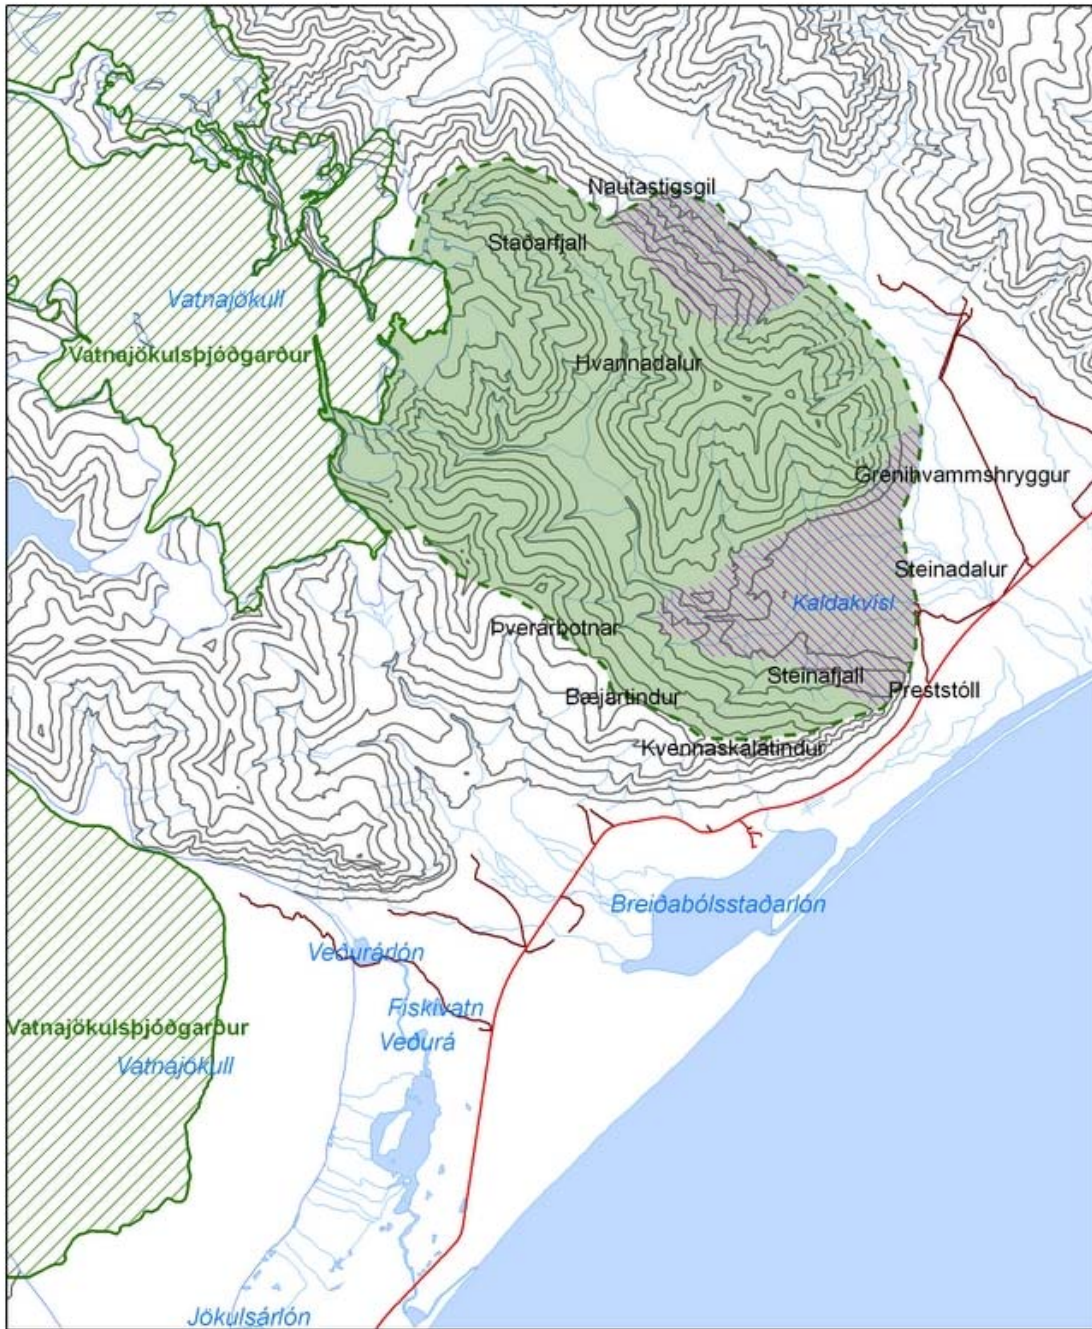 Nautastigsgil
Staðarfjall
Vatnajökull
Vatnajökulsþjóðgarður
Hvannadalur
Grenihvammshryggur
Steinadalur
Kaldakvísl
Þverárbotnar
Steinafjall
Bæjartindur
Preststóll
Kvennaskálatindur
Breiðabólsstaðarlón
Veðurárlón
Fiskivatn
Vatnajökulsþjóðgarður
Veðurá
Vatnajökull
Jökulsárlón